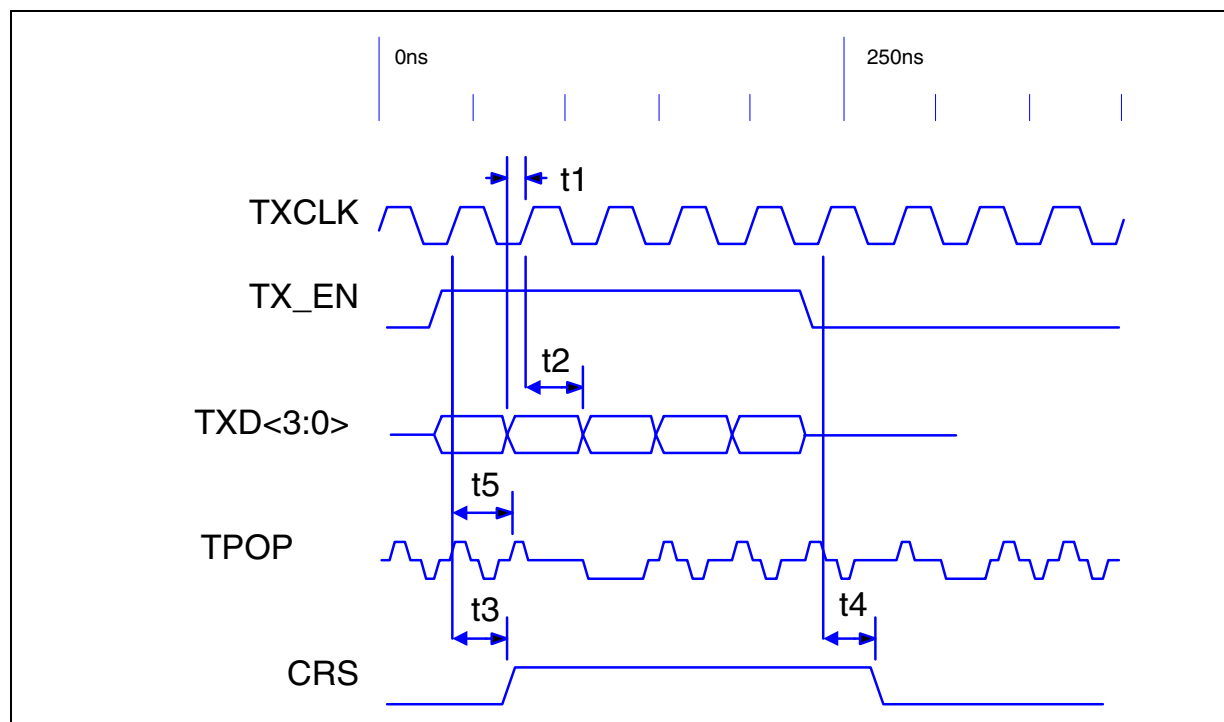 0ns
250ns
t1
TXCLK
TX_EN
t2
TXD<3:0>
t5
TPOP
t3
t4
CRS